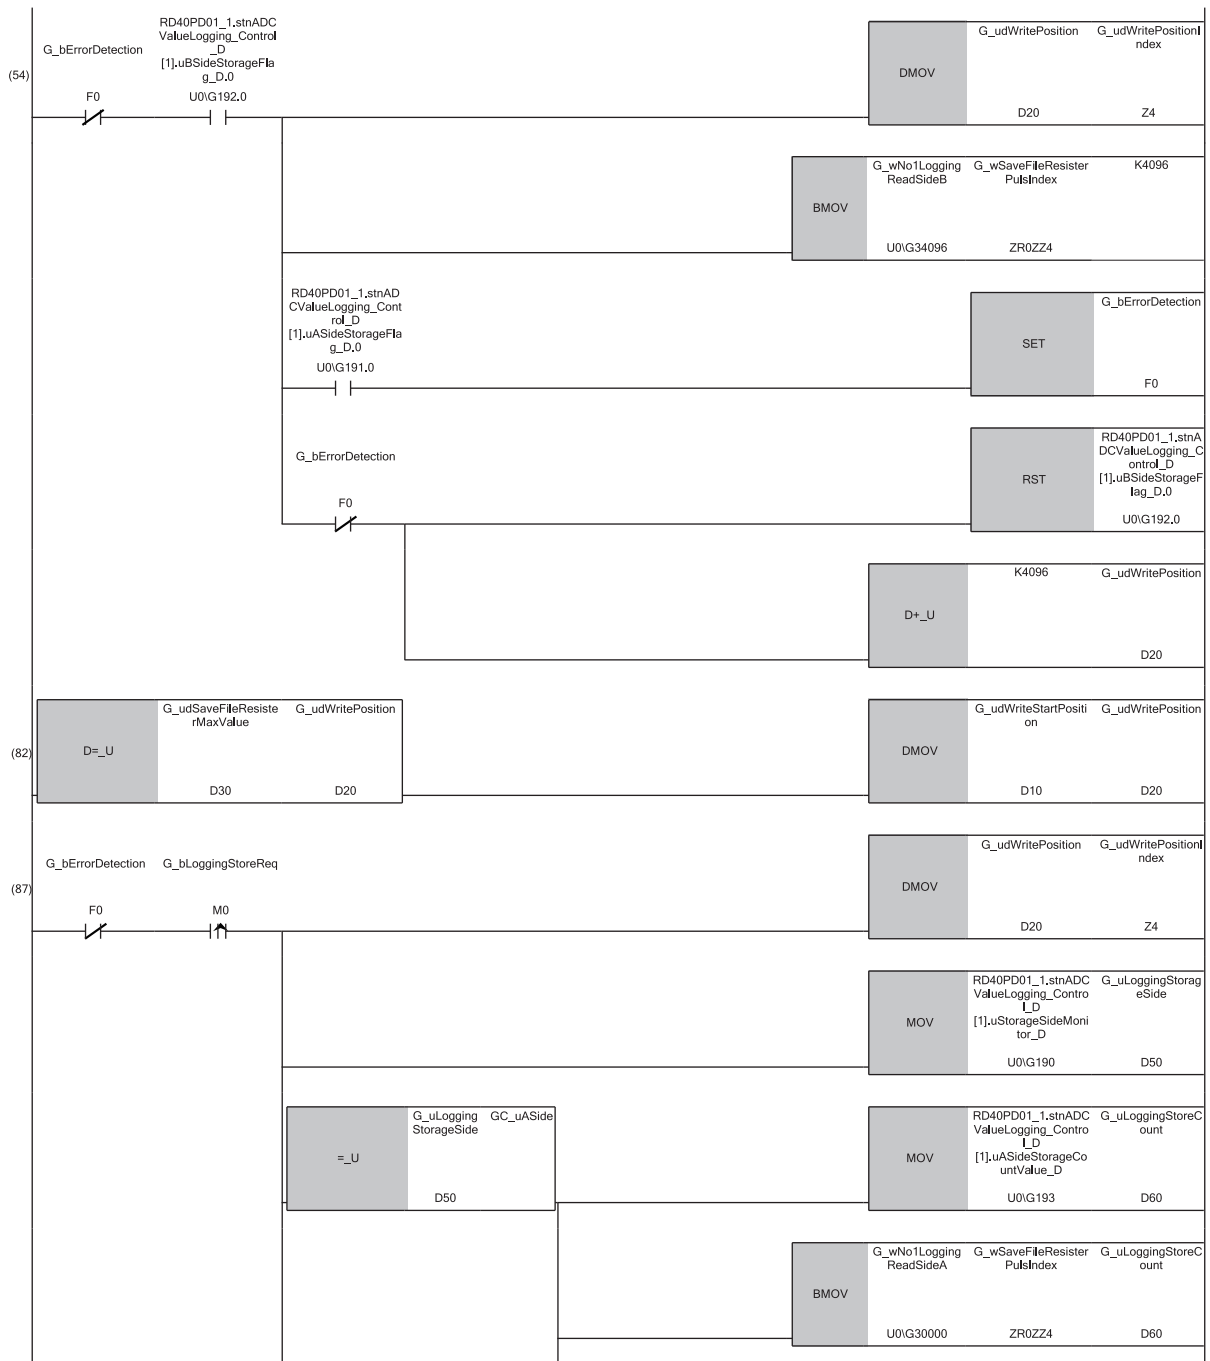 RD40PD01_1.stnADC
ValueLogging_Control
_D
[1].uBSideStorageFla
g_D.0
G_bErrorDetection
(54)
F0
U0\G192.0
DMOV
G_udWritePosition
G_udWritePositionI
ndex
D20
Z4
BMOV
G_wNo1Logging
ReadSideB
G_wSaveFileResister
PulsIndex
K4096
U0\G34096
ZR0ZZ4
RD40PD01_1.stnAD
CValueLogging_Cont
rol_D
[1].uASideStorageFla
g_D.0
U0\G191.0
SET
G_bErrorDetection
F0
G_bErrorDetection
F0
RST
RD40PD01_1.stnA
DCValueLogging_C
ontrol_D
[1].uBSideStorageF
lag_D.0
U0\G192.0
D+_U
K4096
G_udWritePosition
D20
(82)
D=_U
G_udSaveFileResiste
rMaxValue
G_udWritePosition
D30
D20
DMOV
G_udWriteStartPositi
on
G_udWritePosition
D10
D20
(87)
G_bErrorDetection
G_bLoggingStoreReq
F0
M0
DMOV
G_udWritePosition
G_udWritePositionI
ndex
D20
Z4
MOV
RD40PD01_1.stnADC
ValueLogging_Contro
l_D
[1].uStorageSideMoni
tor_D
G_uLoggingStorag
eSide
U0\G190
D50
=_U
G_uLogging
StorageSide
GC_uASide
D50
MOV
RD40PD01_1.stnADC
ValueLogging_Contro
l_D
[1].uASideStorageCo
untValue_D
G_uLoggingStoreC
ount
U0\G193
D60
BMOV
G_wNo1Logging
ReadSideA
G_wSaveFileResister
PulsIndex
G_uLoggingStoreC
ount
U0\G30000
ZR0ZZ4
D60